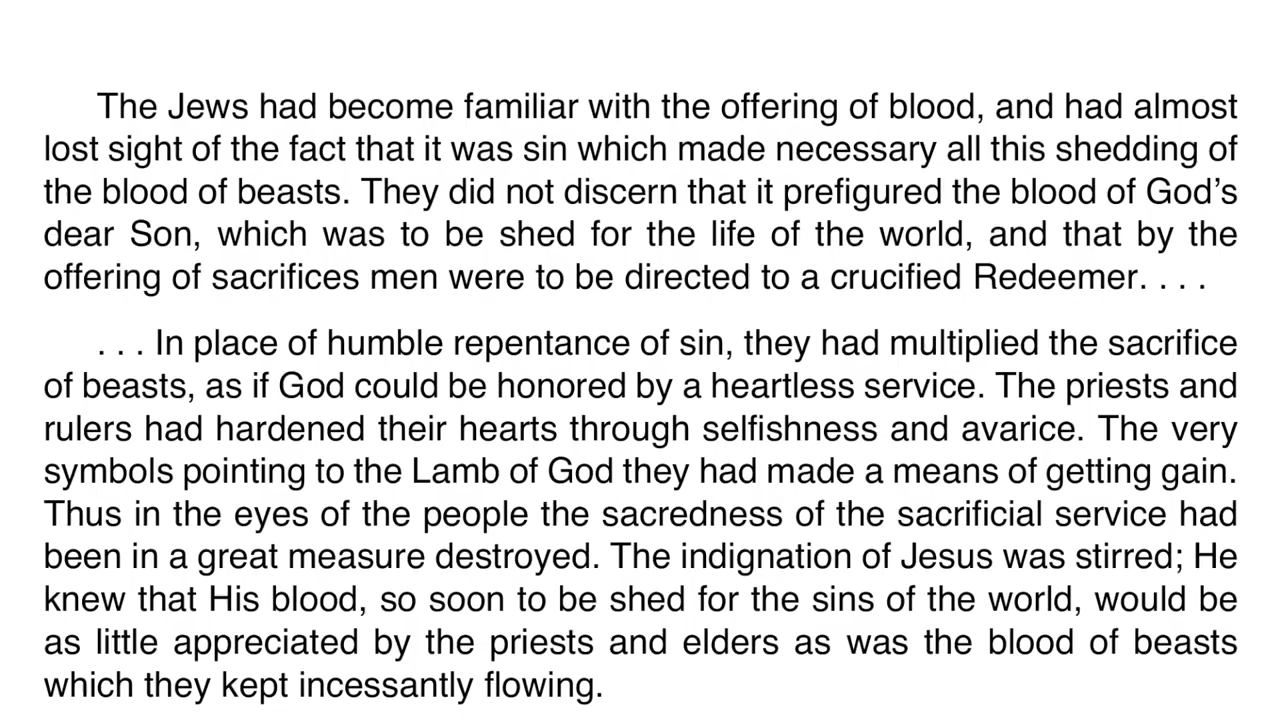 The Jews had become familiar with the offering of blood, and had almost
lost sight of the fact that it was sin which made necessary all this shedding of
the blood of beasts. They did not discern that it prefigured the blood of God’s
dear Son, which was to be shed for the life of the world, and that by the
offering of sacrifices men were to be directed to a crucified Redeemer. . . .
. . . In place of humble repentance of sin, they had multiplied the sacrifice
of beasts, as if God could be honored by a heartless service. The priests and
rulers had hardened their hearts through selfishness and avarice. The very
symbols pointing to the Lamb of God they had made a means of getting gain.
Thus in the eyes of the people the sacredness of the sacrificial service had
been in a great measure destroyed. The indignation of Jesus was stirred; He
knew that His blood, so soon to be shed for the sins of the world, would be
as little appreciated by the priests and elders as was the blood of beasts
which they kept incessantly flowing.